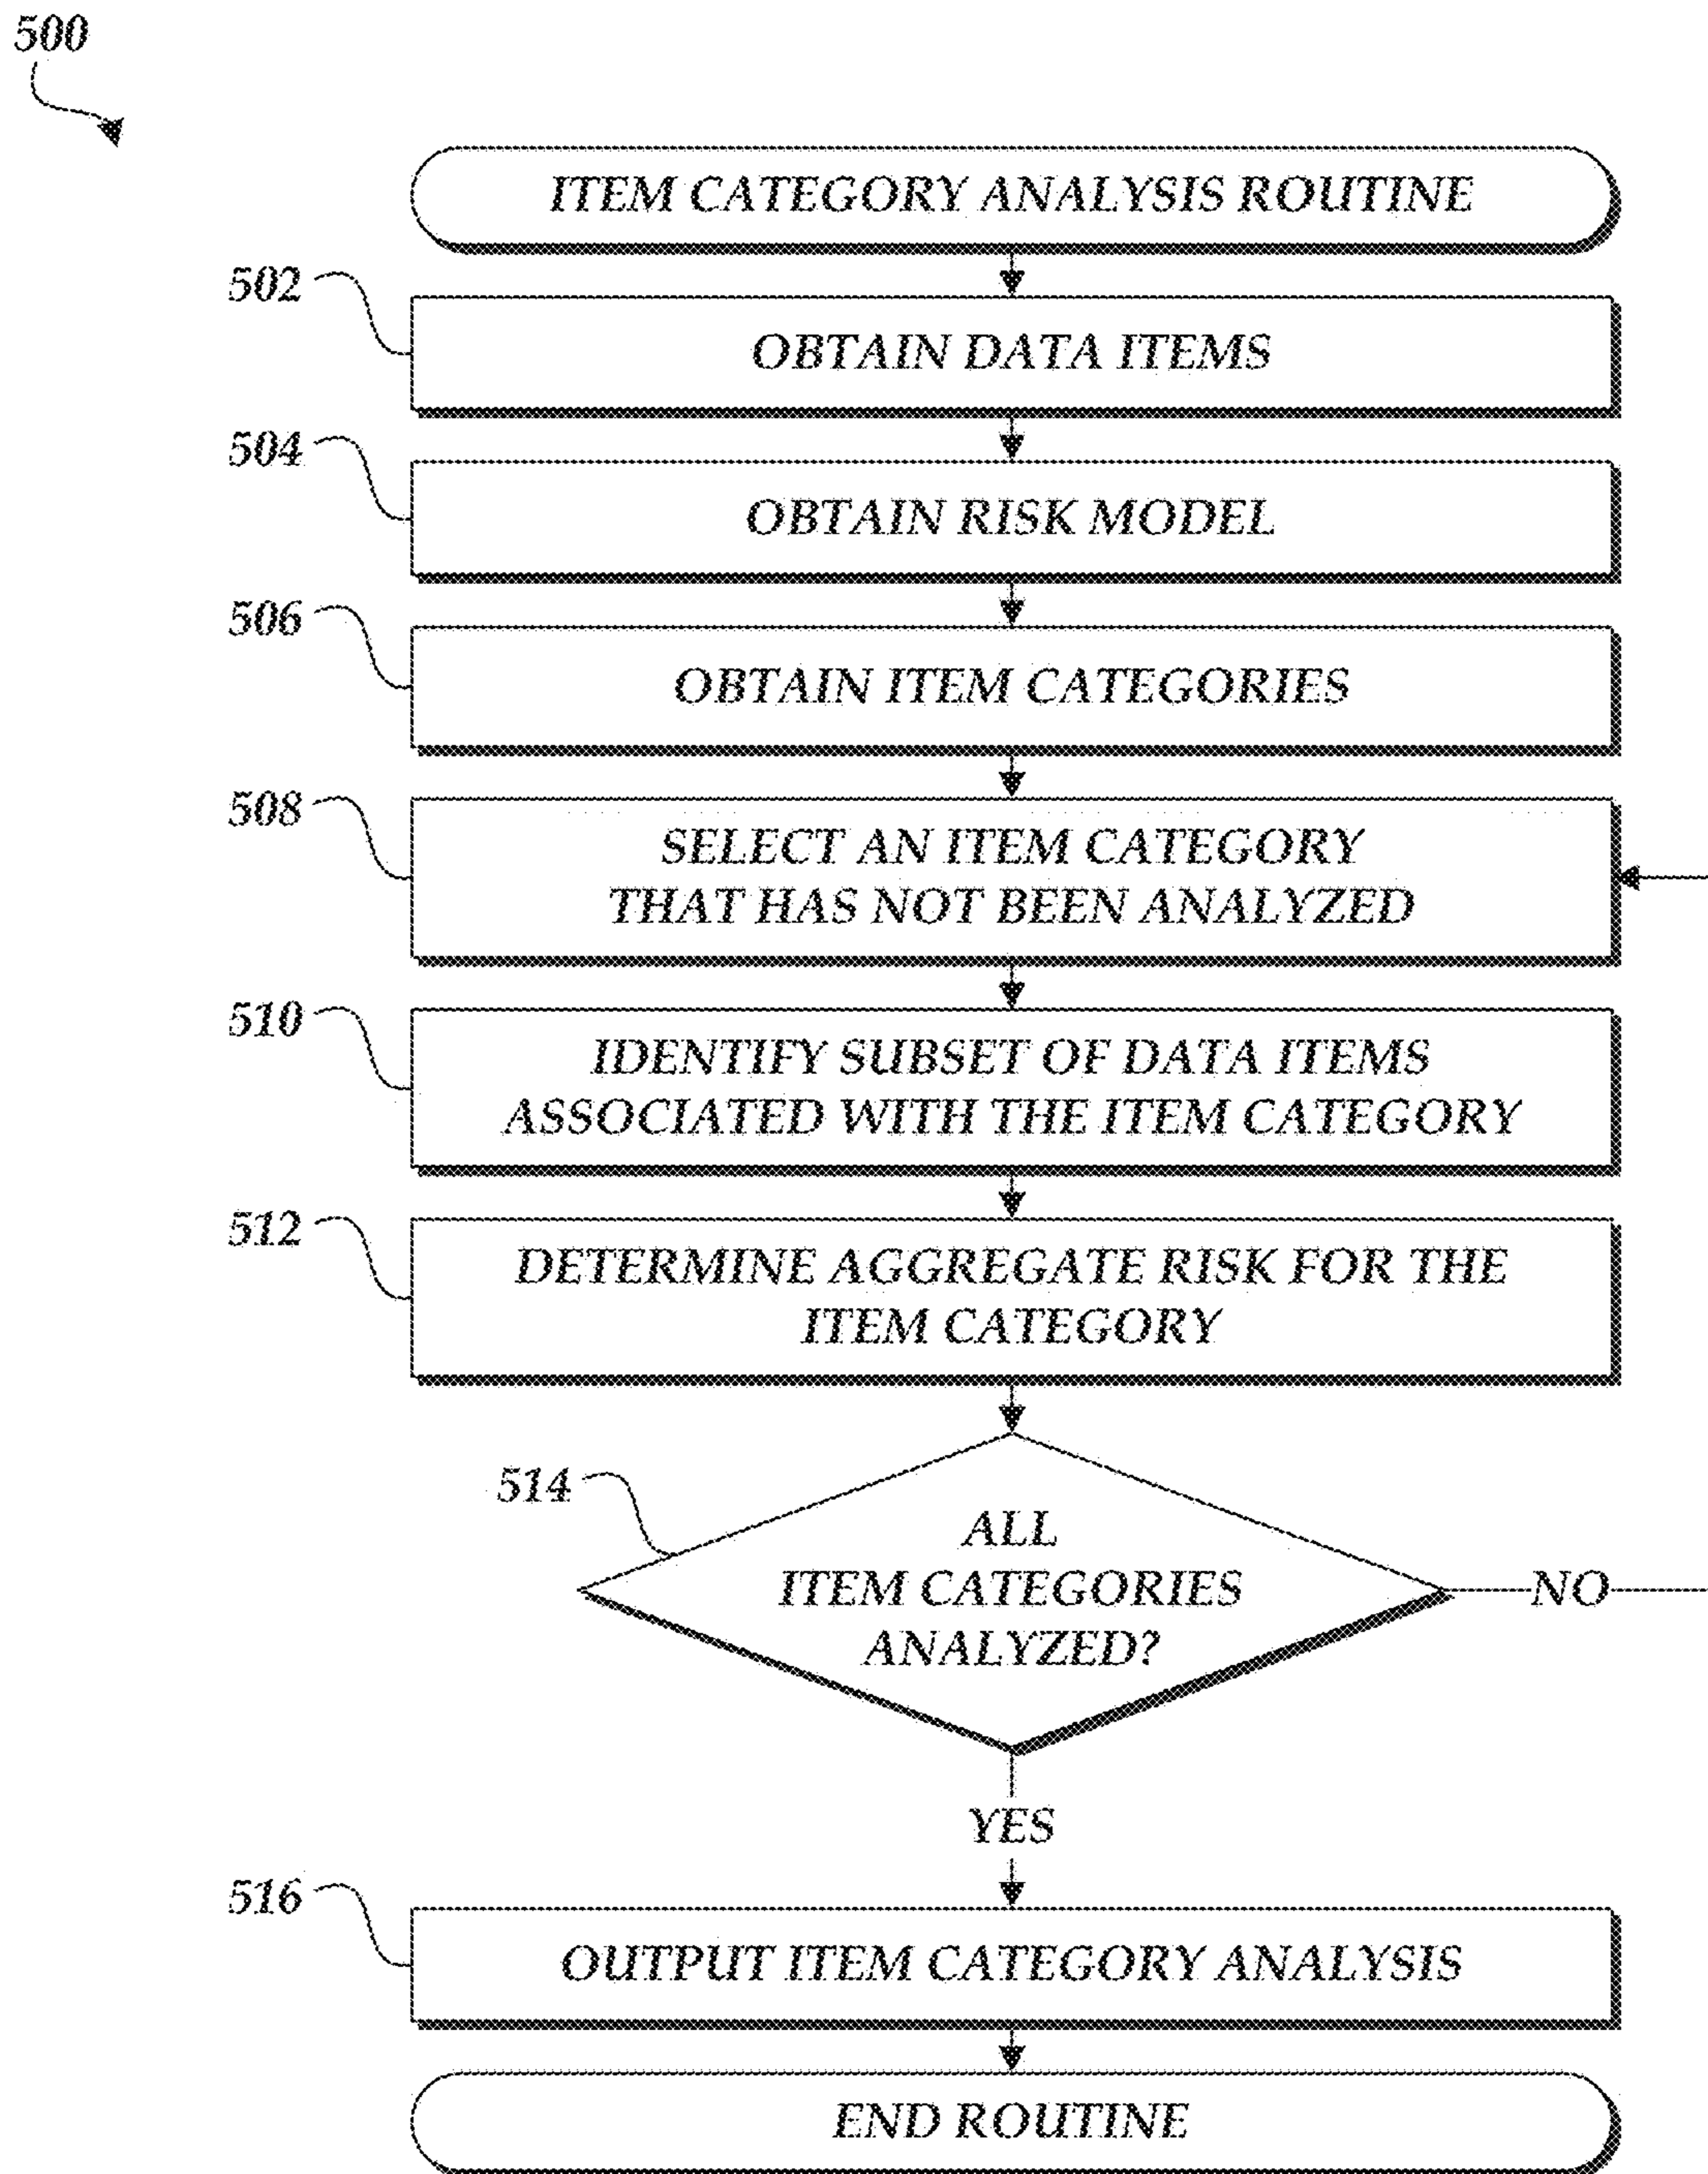 500
ITEM CATEGORY ANALYSIS ROUTINE
502
OBTAIN DATA ITEMS
504
OBTAIN RISK MODEL
506
OBTAIN ITEM CATEGORIES
508
SELECT AN ITEM CATEGORY
THAT HAS NOT BEEN ANALYZED
510
IDENTIFY SUBSET OF DATA ITEMS
ASSOCIATED WITH THE ITEM CATEGORY
512
DETERMINE AGGREGATE RISK FOR THE
ITEM CATEGORY
514
ALL
ITEM CATEGORIES
ANALYZED?
NO
YES
516
OUTPUT ITEM CATEGORY ANALYSIS
END ROUTINE